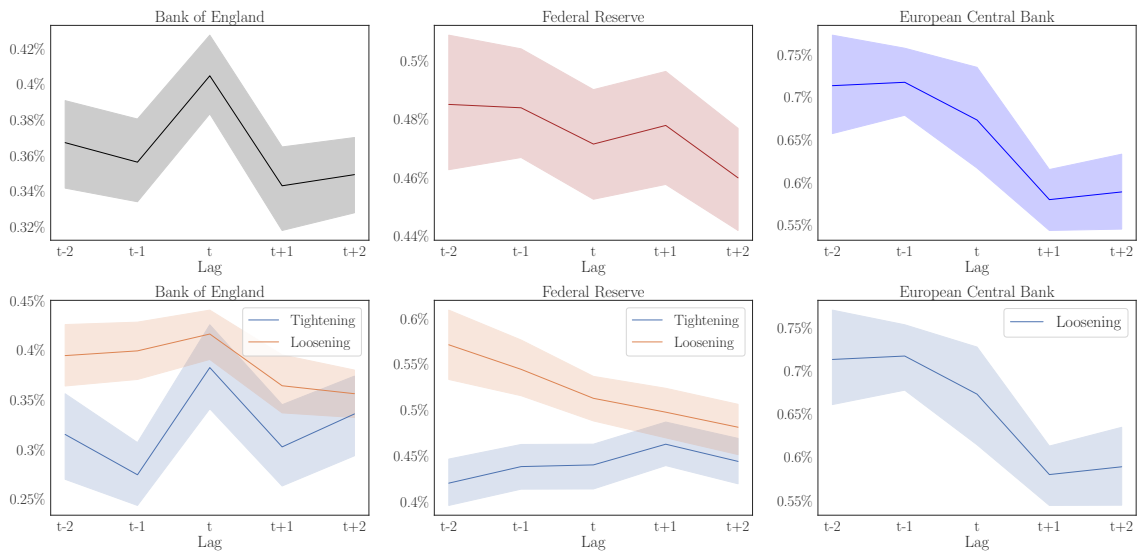 Bank of England
0.42%
0.4%
0.38%
0.36%
0.34%
0.32%
t-2 t-1 t t+1 t+2
Lag
Federal Reserve
0.5%
0.48%
0.46%
0.44%
t-2 t-1 t t+1 t+2
Lag
European Central Bank
0.75%
0.7%
0.65%
0.6%
0.55%
t-2 t-1 t t+1 t+2
Lag
Bank of England
0.45%
0.4%
0.35%
0.3%
0.25%
Tightening
Loosening
t-2 t-1 t t+1 t+2
Lag
Federal Reserve
0.6%
0.55%
0.5%
0.45%
0.4%
Tightening
Loosening
t-2 t-1 t t+1 t+2
Lag
European Central Bank
0.75%
0.7%
0.65%
0.6%
0.55%
Loosening
t-2 t-1 t t+1 t+2
Lag